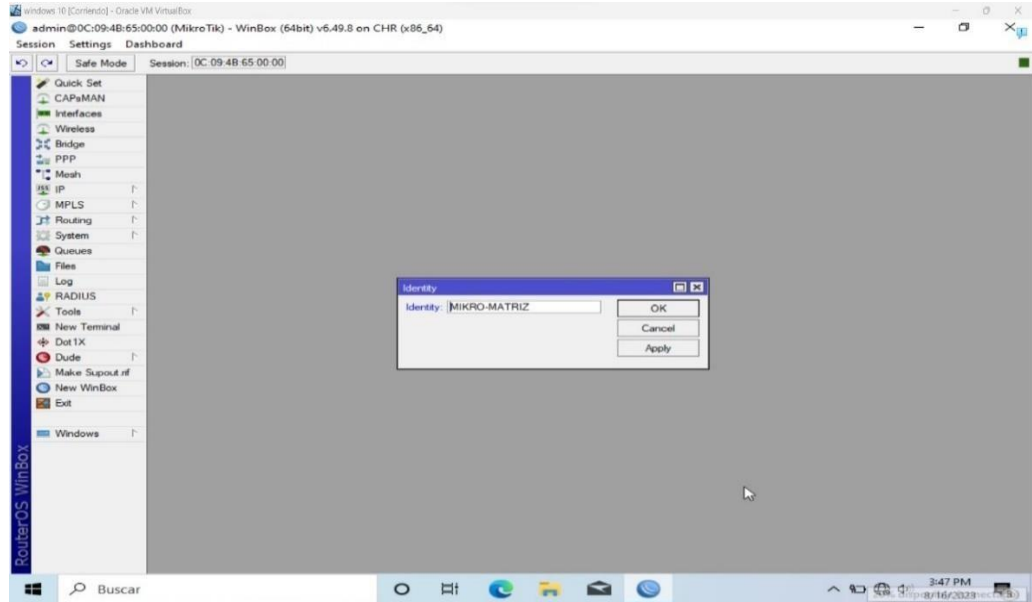 windows 10 [Corriendo] - Oracle VM VirtualBox
admin@0C:09:4B:65:00:00 (MikroTik) - WinBox (64bit) v6.49.8 on CHR (x86_64)
Session Settings Dashboard
Safe Mode Session: 0C:09:4B:65:00:00
Quick Set
CAPsMAN
Interfaces
Wireless
Bridge
PPP
Mesh
IP
MPLS
Routing
System
Queues
Files
Log
RADIUS
Tools
New Terminal
Dot1X
Dude
Make Supout.rif
New WinBox
Exit
Windows
RouterOS WinBox
Identity
Identity: MIKRO-MATRIZ
OK
Cancel
Apply
Buscar
3:47 PM
8/16/2023